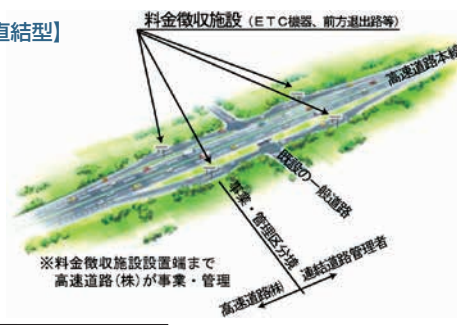 直結型】
料金徴収施設（ETC機器、前方退出路等）
高速道路本線
既設の一般道路
事業・管理区分境
※料金徴収施設設置端まで
高速道路(株)が事業・管理
高速道路㈱
連結道路管理者